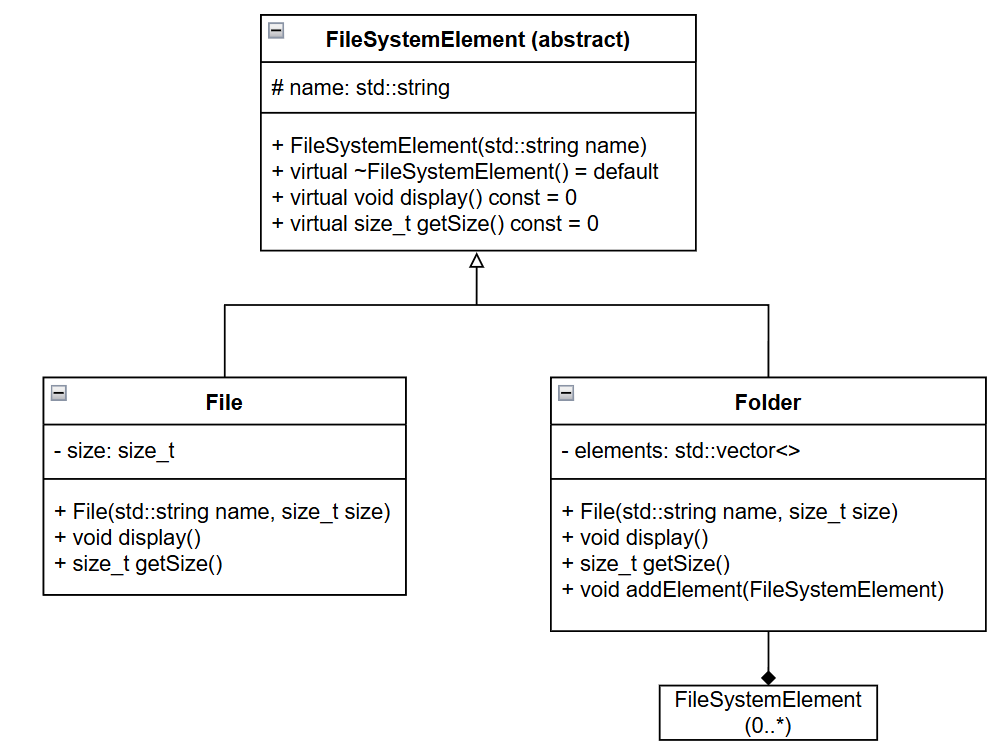 FileSystemElement (abstract)
# name: std::string
+ FileSystemElement(std::string name)
+ virtual ~FileSystemElement() = default
+ virtual void display() const = 0
+ virtual size_t getSize() const = 0
File
- size: size_t
+ File(std::string name, size_t size)
+ void display()
+ size_t getSize()
Folder
- elements: std::vector<>
+ File(std::string name, size_t size)
+ void display()
+ size_t getSize()
+ void addElement(FileSystemElement)
FileSystemElement
(0..*)